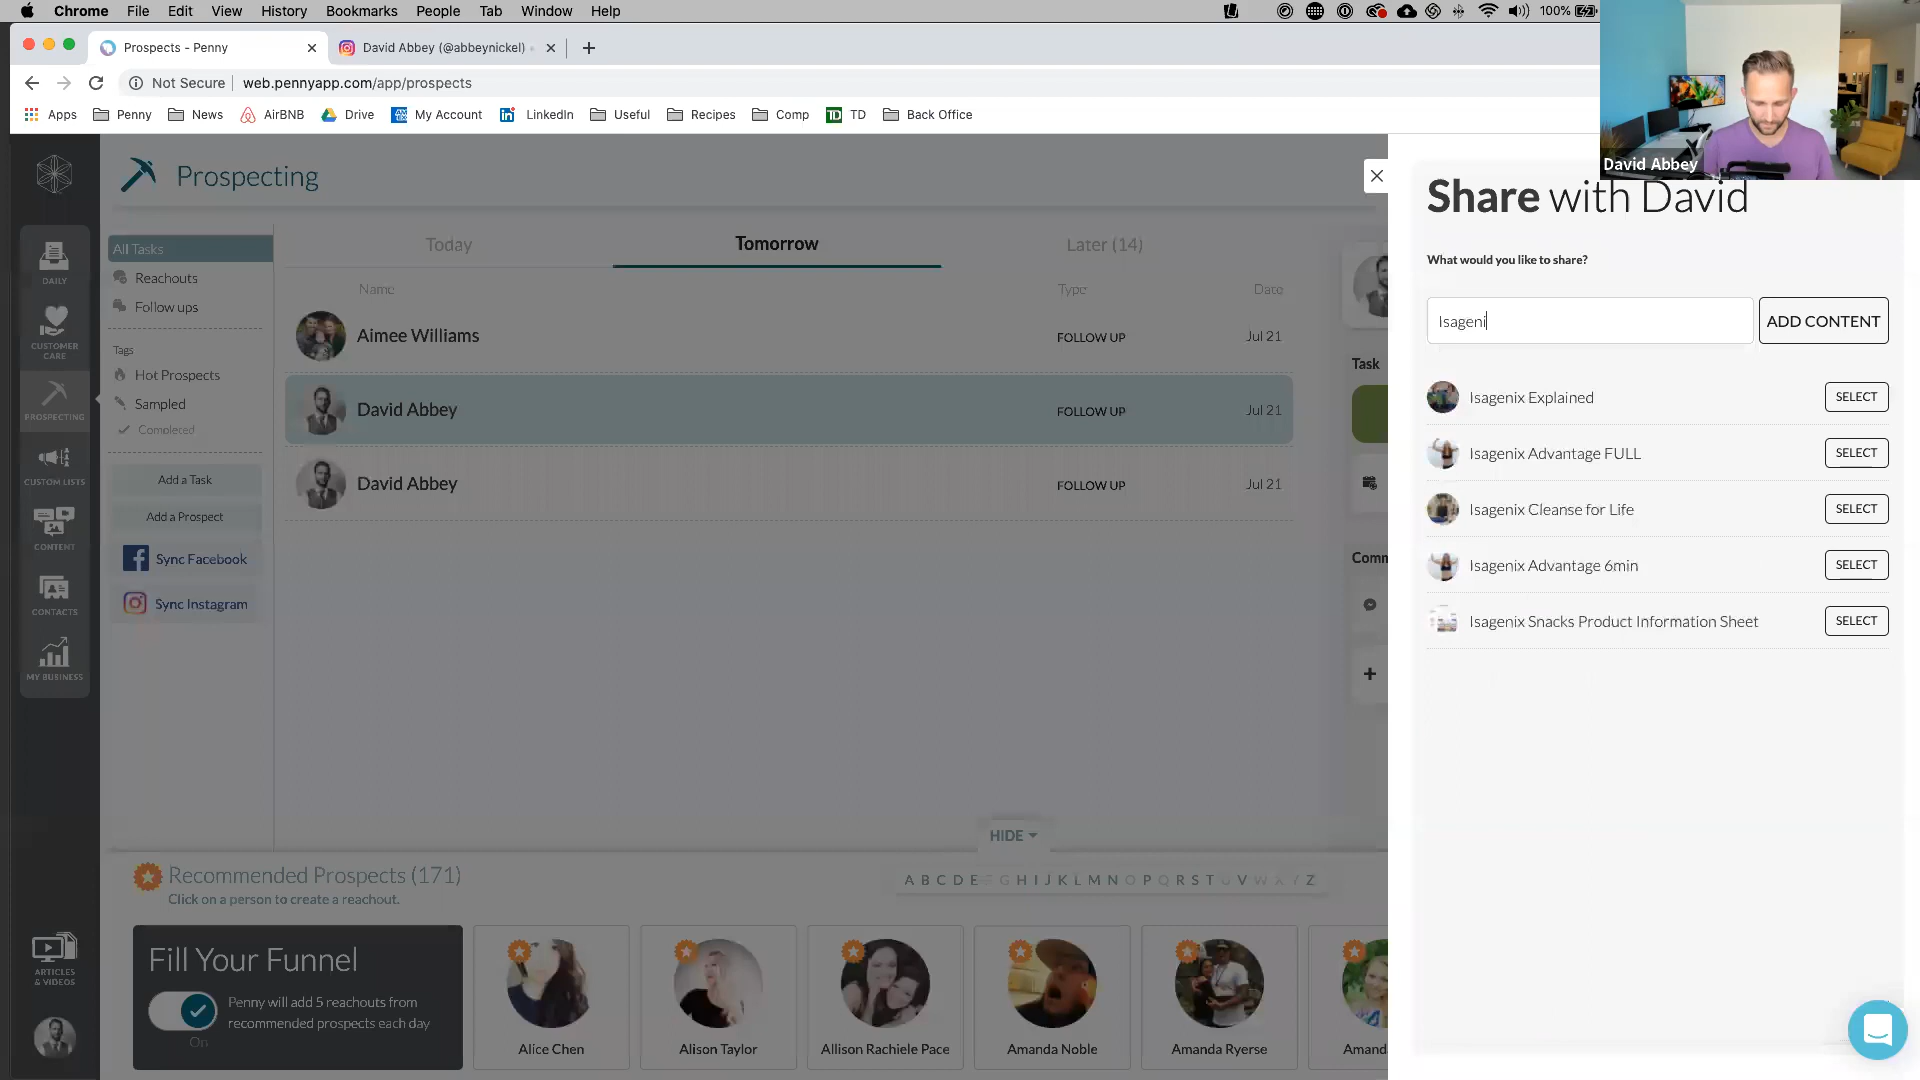 Chrome File Edit View History Bookmarks People Tab Window Help
100%
Prospects - Penny
David Abbey (@abbeynickel)
Not Secure
web.pennyapp.com/app/prospects
Apps Penny News AirBNB Drive My Account LinkedIn Useful Recipes Comp TD Back Office
David Abbey
Prospecting
Share with David
What would you like to share?
Isageni
ADD CONTENT
Isagenix Explained SELECT
Isagenix Advantage FULL SELECT
Isagenix Cleanse for Life SELECT
Isagenix Advantage 6min SELECT
Isagenix Snacks Product Information Sheet SELECT
DAILY
CUSTOMER CARE
PROSPECTING
CUSTOM LISTS
CONTENT
CONTACTS
MY BUSINESS
ARTICLES & VIDEOS
All Tasks
Reachouts
Follow ups
Tags
Hot Prospects
Sampled
Completed
Add a Task
Add a Prospect
Sync Facebook
Sync Instagram
Today Tomorrow Later (14)
Name Type Date
Aimee Williams FOLLOW UP Jul 21
David Abbey FOLLOW UP Jul 21
David Abbey FOLLOW UP Jul 21
Task
Comm
HIDE
Recommended Prospects (171)
Click on a person to create a reachout.
A B C D E F G H I J K L M N O P Q R S T U V W X Y Z
Fill Your Funnel
Penny will add 5 reachouts from
recommended prospects each day
On
Alice Chen
Alison Taylor
Allison Rachiele Pace
Amanda Noble
Amanda Ryerse
Amand